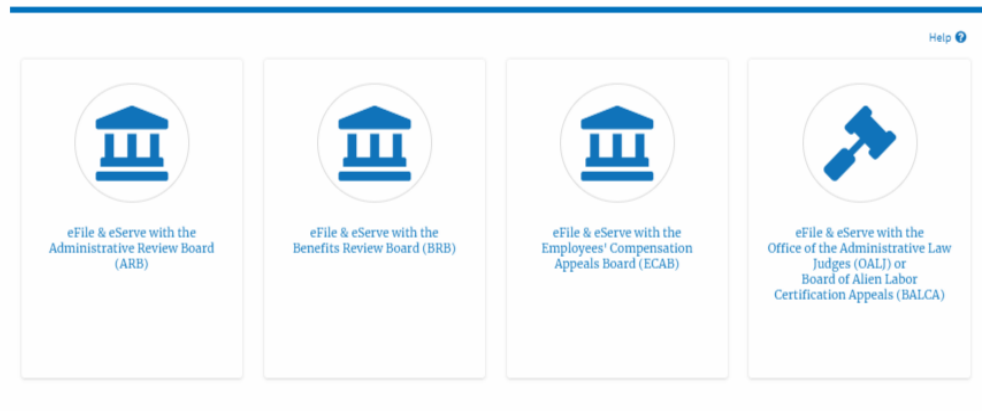 Help ?
eFile & eServe with the
Administrative Review Board
(ARB)
eFile & eServe with the
Benefits Review Board (BRB)
eFile & eServe with the
Employees' Compensation
Appeals Board (ECAB)
eFile & eServe with the
Office of the Administrative Law
Judges (OALJ) or
Board of Alien Labor
Certification Appeals (BALCA)